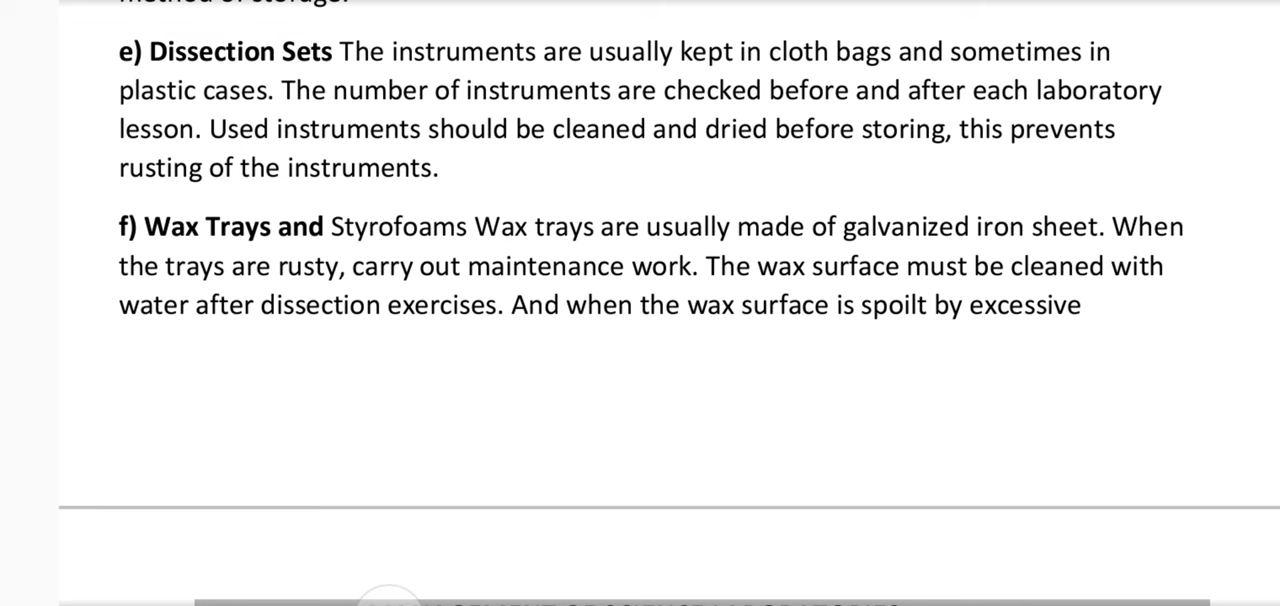 e) Dissection Sets The instruments are usually kept in cloth bags and sometimes in
plastic cases. The number of instruments are checked before and after each laboratory
lesson. Used instruments should be cleaned and dried before storing, this prevents
rusting of the instruments.
f) Wax Trays and Styrofoams Wax trays are usually made of galvanized iron sheet. When
the trays are rusty, carry out maintenance work. The wax surface must be cleaned with
water after dissection exercises. And when the wax surface is spoilt by excessive